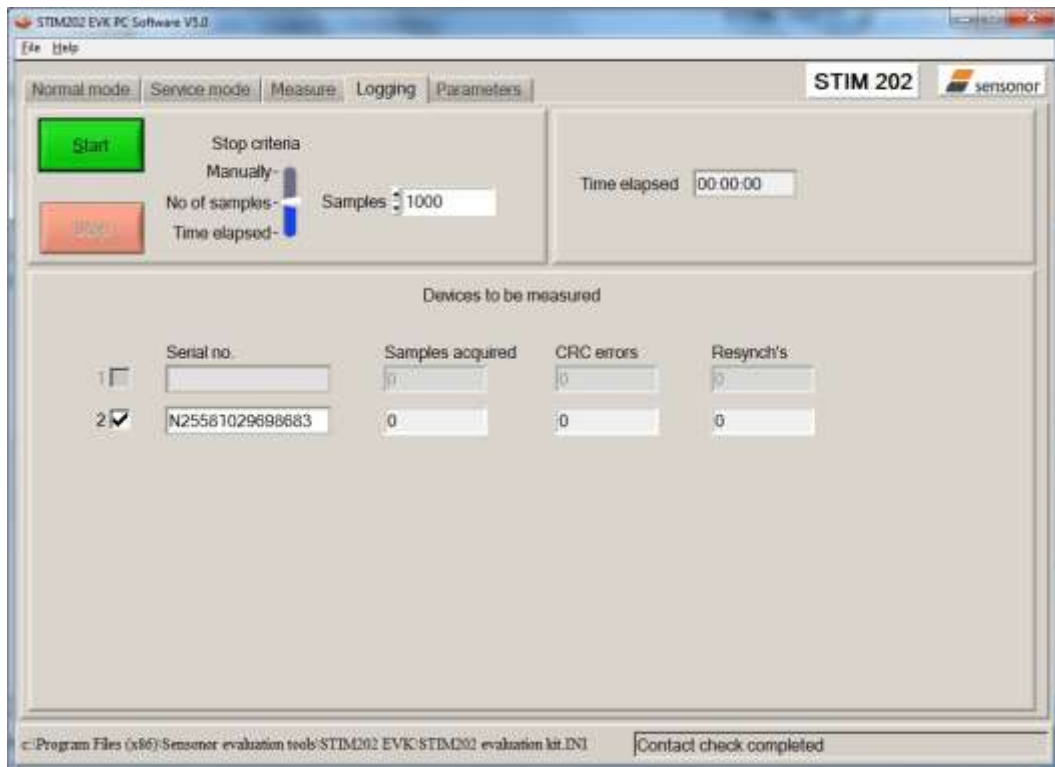 STIM202 EVK PC Software V5.0
File Help
Normal mode Service mode Measure Logging Parameters
STIM 202 sensonor
Start
Stop criteria
Manually-
No of samples-
Time elapsed-
Samples 1000
Time elapsed 00:00:00
Stop
Devices to be measured
Serial no. Samples acquired CRC errors Resynch's
1 0 0 0
2 N25581029698683 0 0 0
c:\Program Files (x86)\Sensonor evaluation tools\STIM202 EVK\STIM202 evaluation kit.INI
Contact check completed